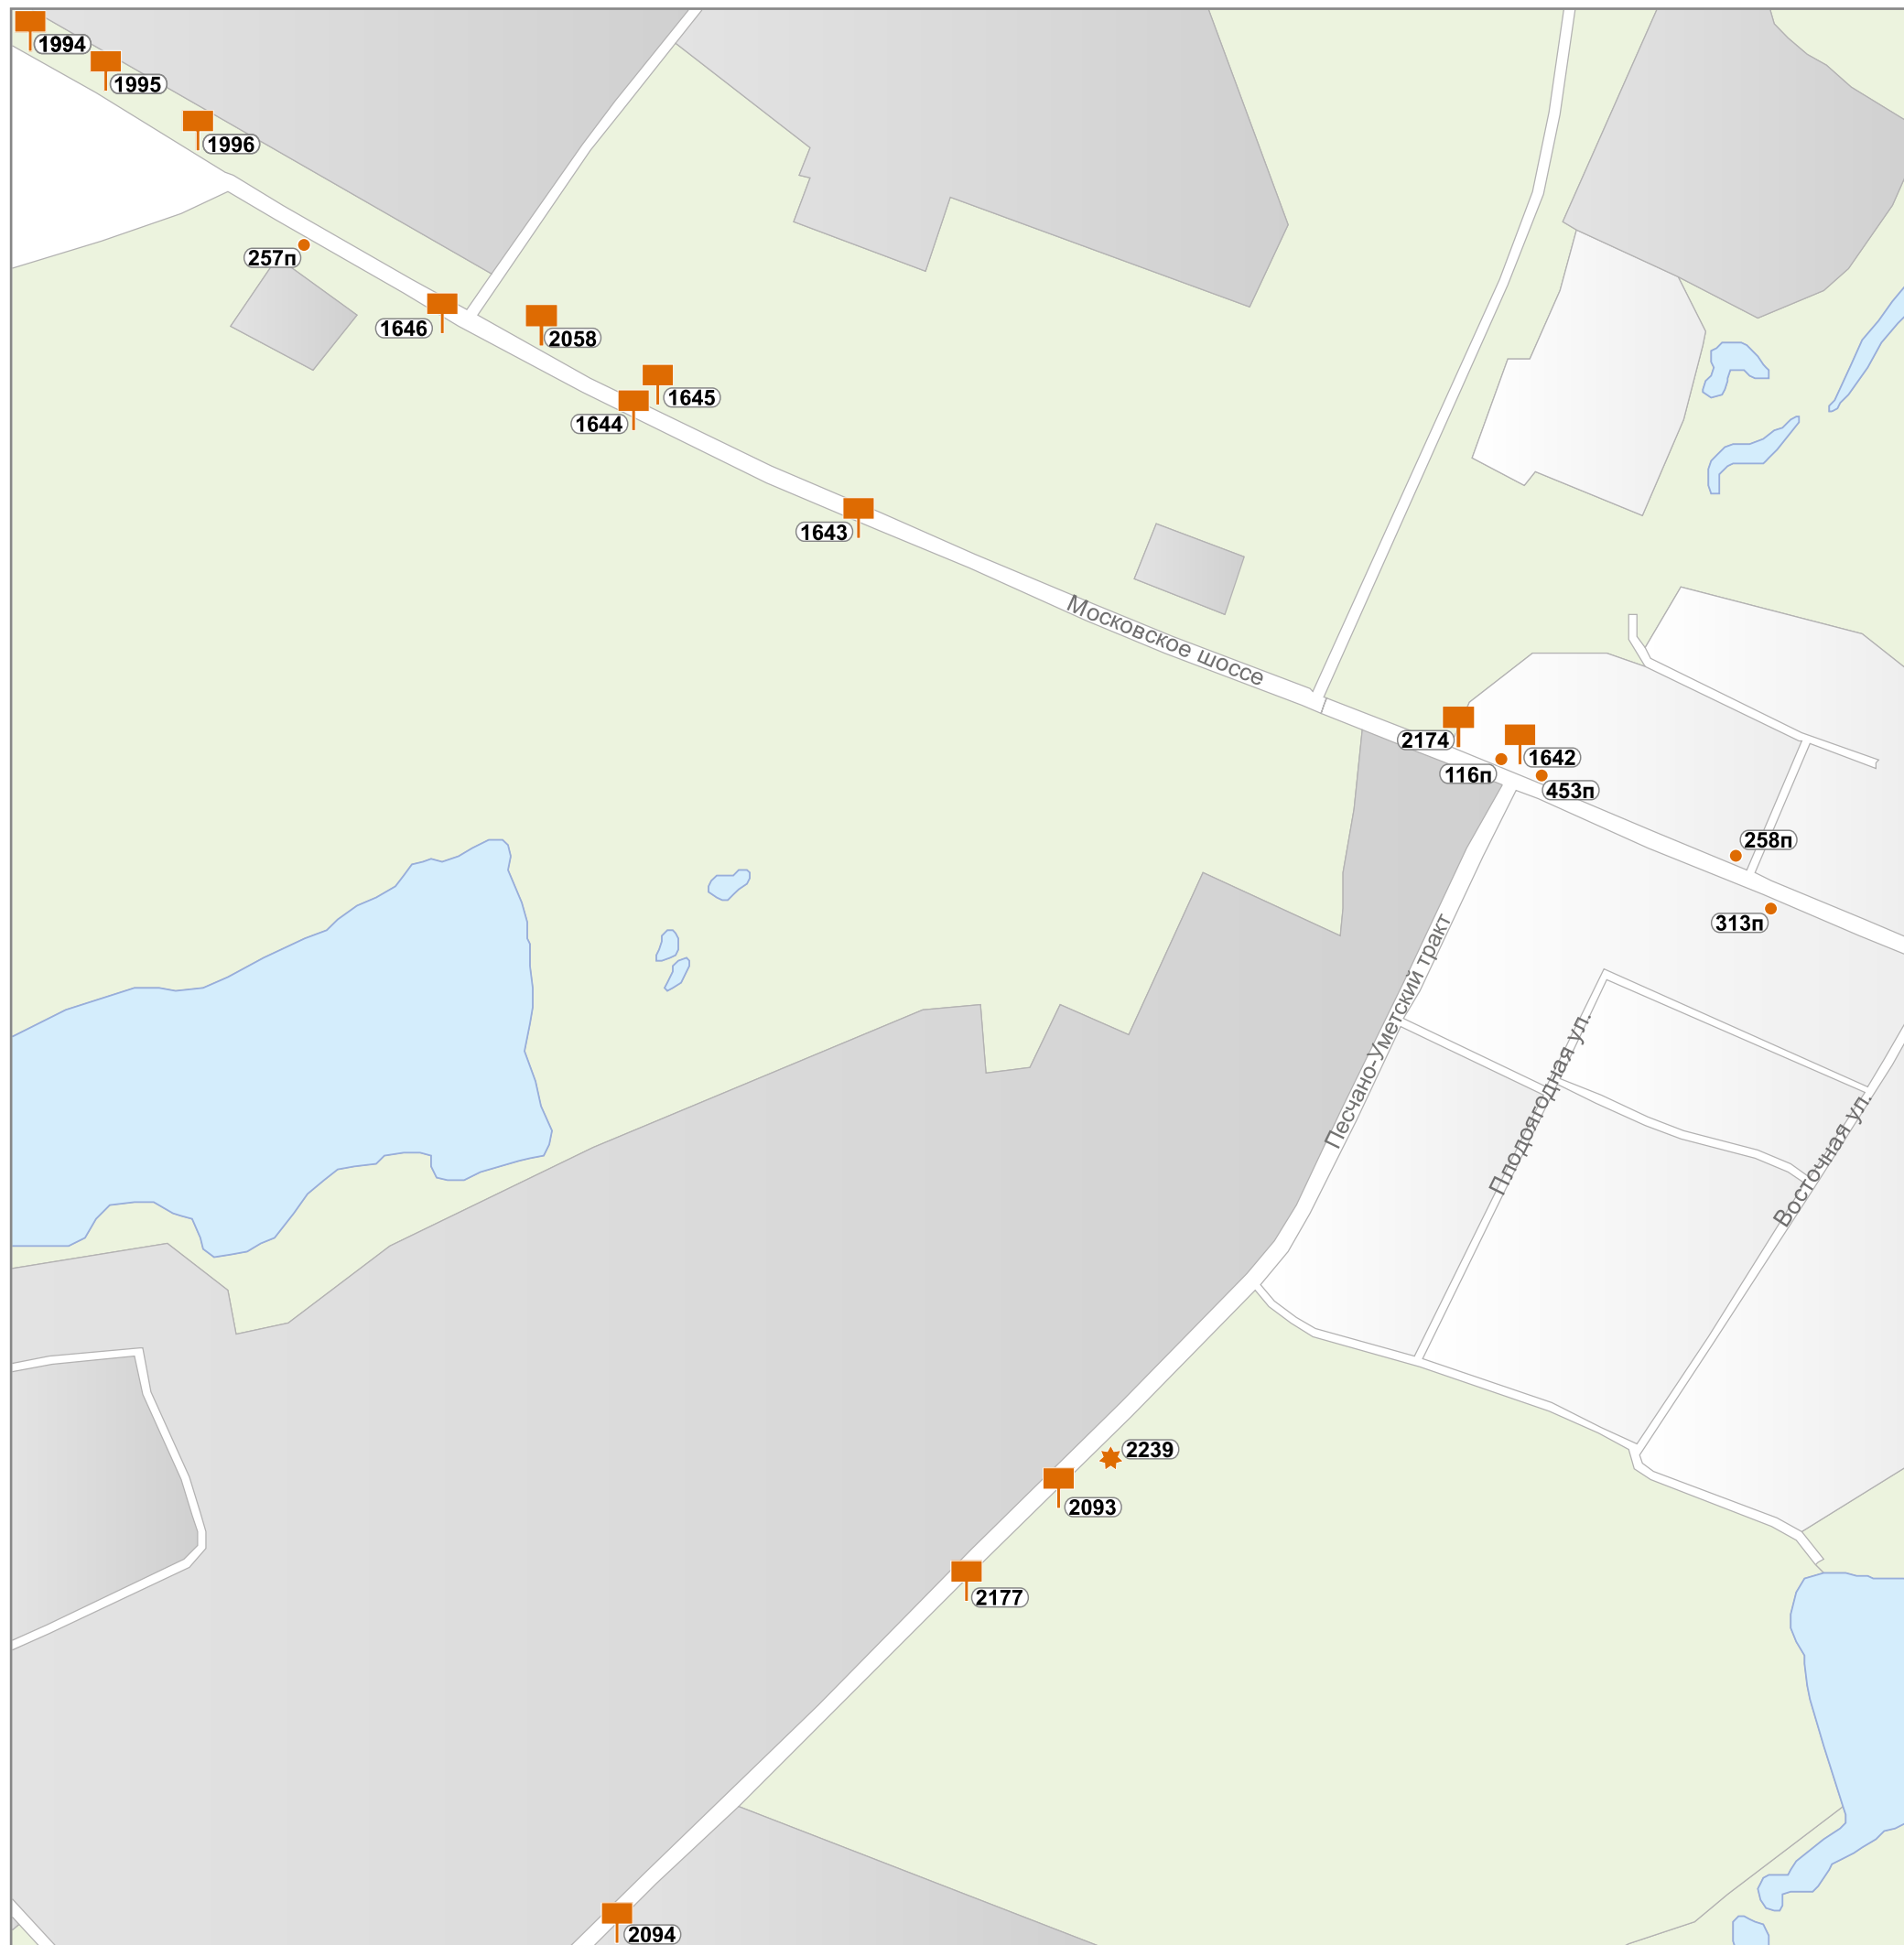 1994
1995
1996
257п
1646
2058
1645
1644
1643
Московское шоссе
2174
1642
116п
453п
258п
313п
Песчано-Уметский тракт
Плодоягодная ул.
Восточная ул.
2239
2093
2177
2094